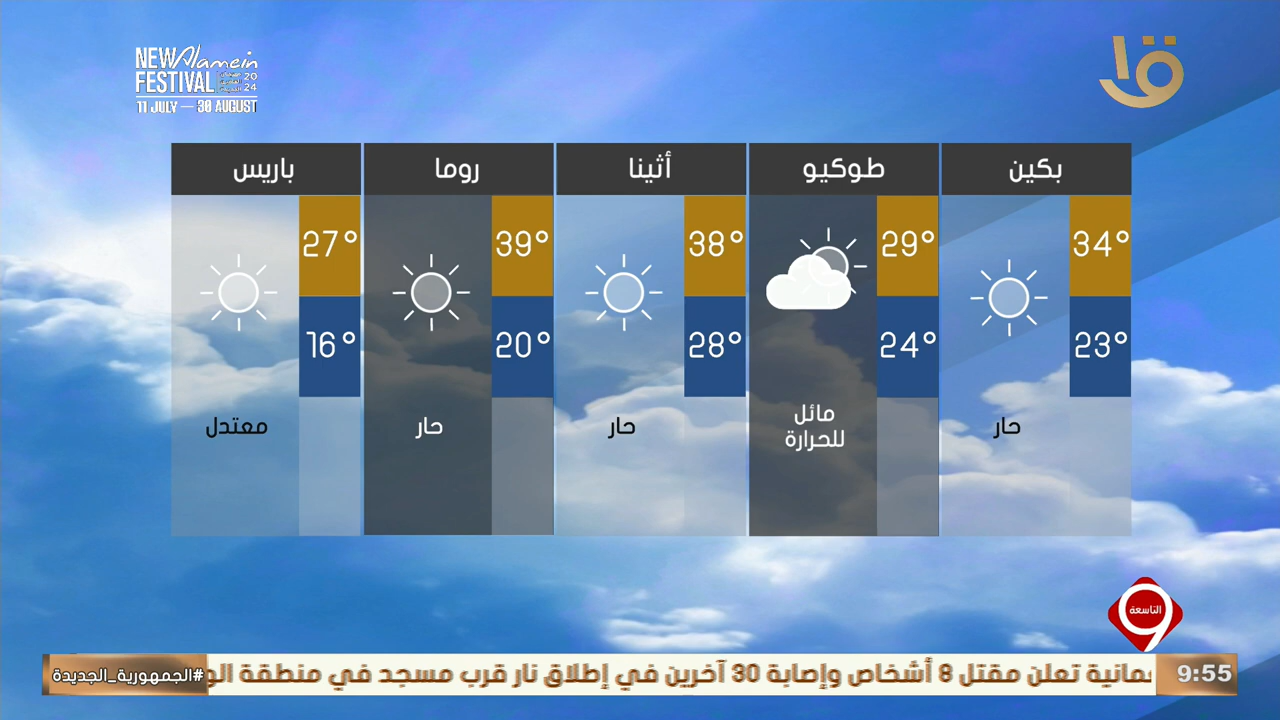 NEW Alamein
FESTIVAL
20
24
11 JULY — 30 AUGUST
بكين
طوكيو
أثينا
روما
باريس
34°
29°
38°
39°
27°
23°
24°
28°
20°
16°
حار
مائل
للحرارة
حار
حار
معتدل
التاسعة
9
9:55
مانية تعلن مقتل 8 أشخاص وإصابة 30 آخرين في إطلاق نار قرب مسجد في منطقة الو
#الجمهورية_الجديدة